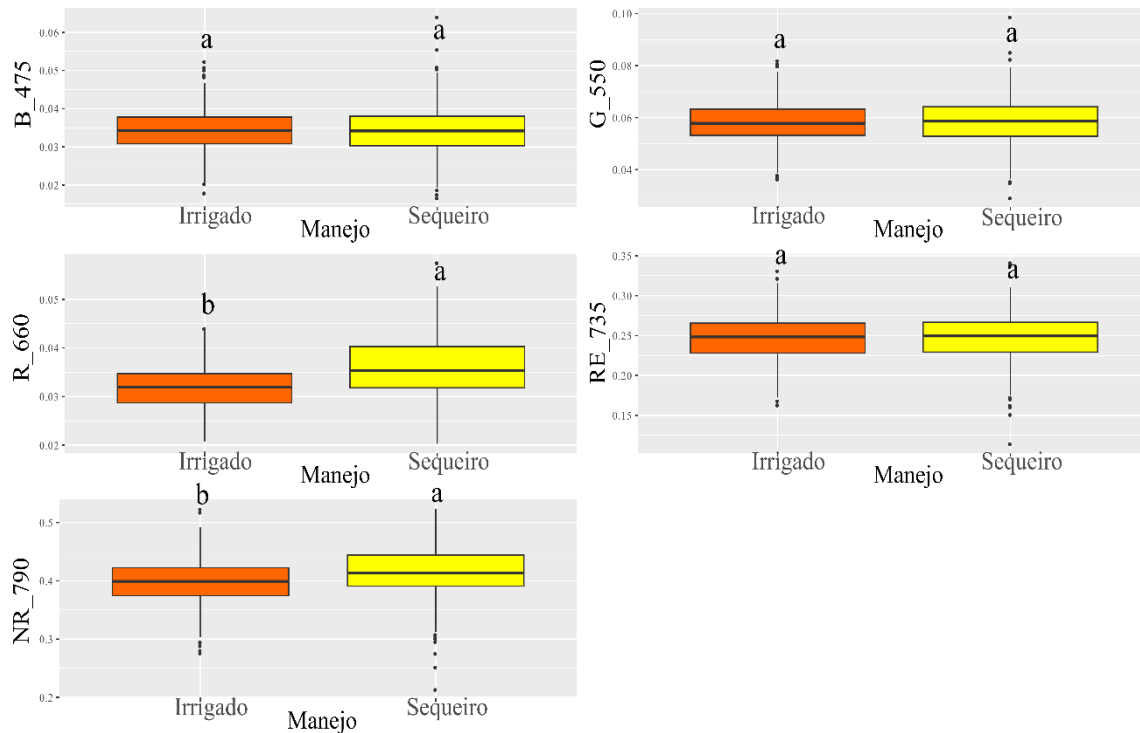 B_475
0.06
0.05
0.04
0.03
0.02
a
a
Irrigado
Sequeiro
Manejo
G_550
0.10
0.08
0.06
0.04
a
a
Irrigado
Sequeiro
Manejo
R_660
0.05
0.04
0.03
0.02
b
a
Irrigado
Sequeiro
Manejo
RE_735
0.35
0.30
0.25
0.20
0.15
a
a
Irrigado
Sequeiro
Manejo
NR_790
0.5
0.4
0.3
0.2
b
a
Irrigado
Sequeiro
Manejo